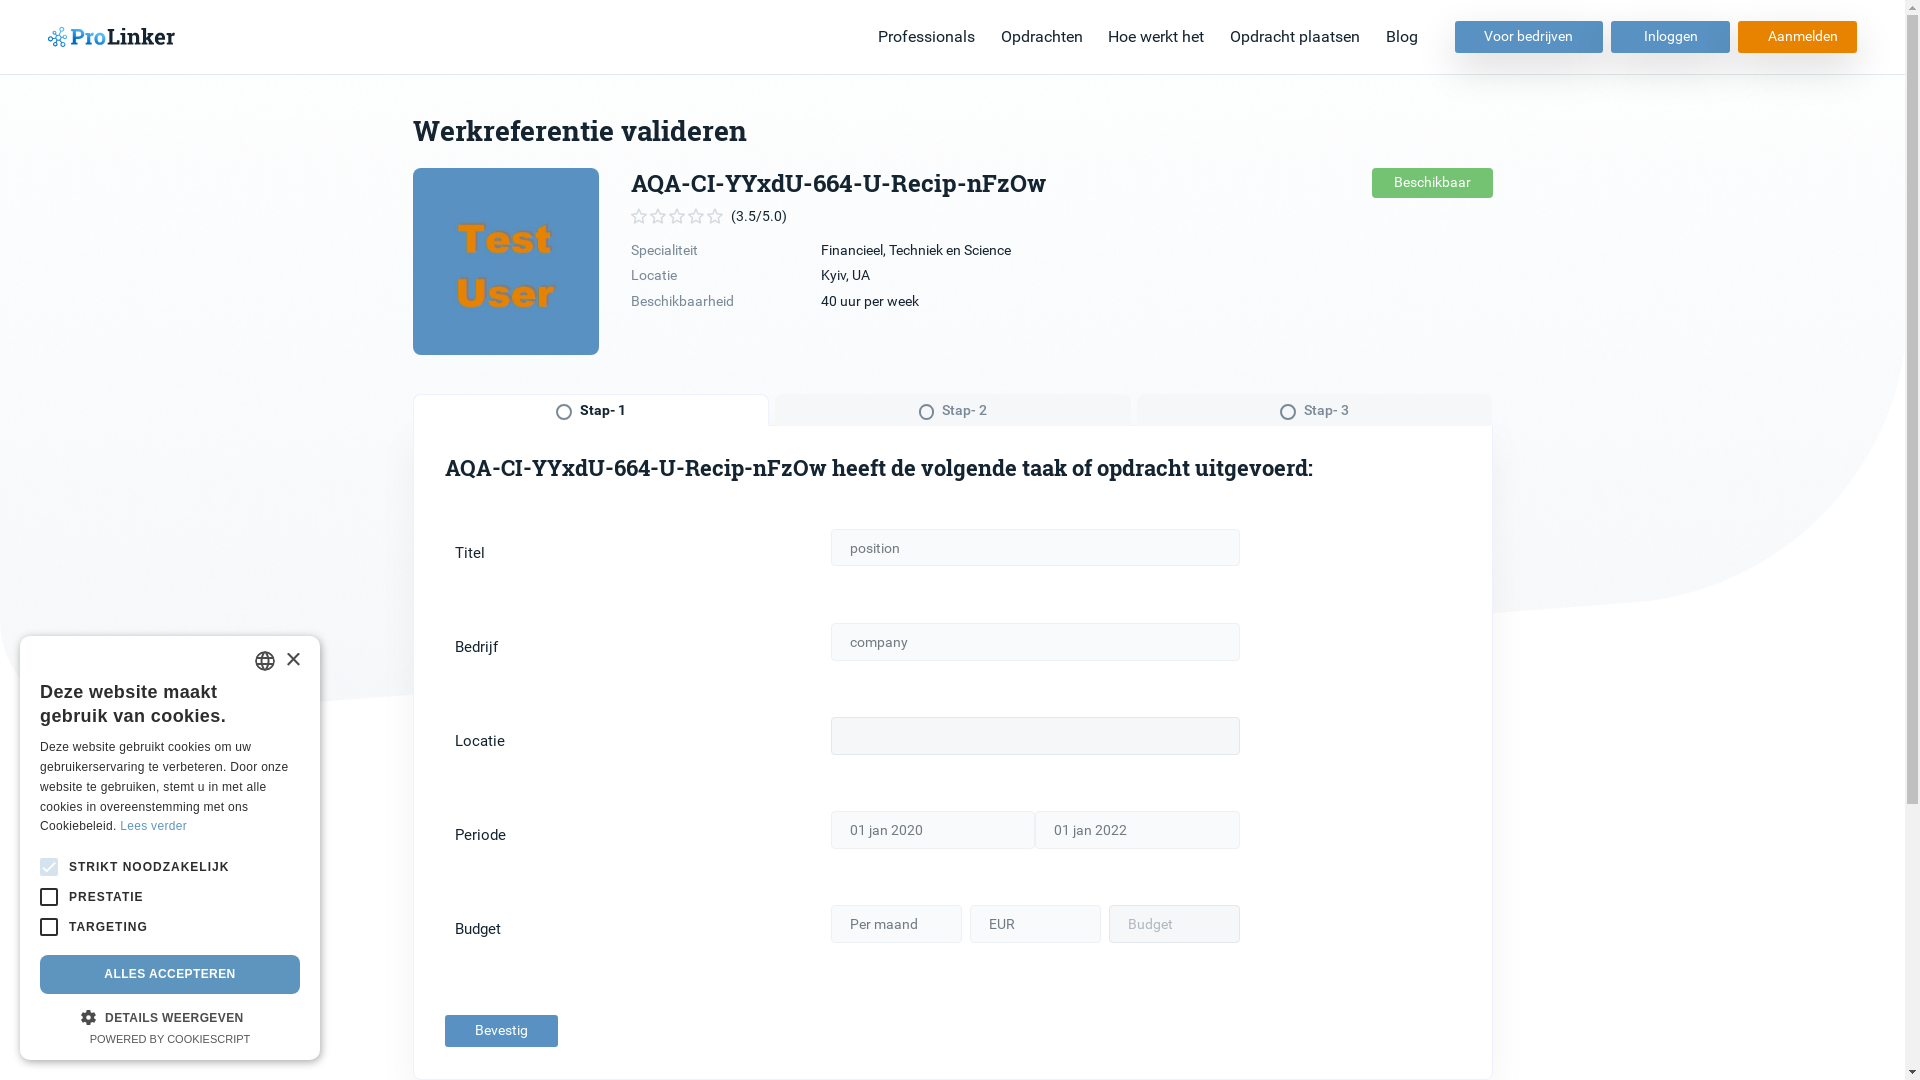 ProLinker
Professionals Opdrachten Hoe werkt het Opdracht plaatsen Blog Voor bedrijven Inloggen Aanmelden
Werkreferentie valideren
Test
User
AQA-CI-YYxdU-664-U-Recip-nFzOw
Beschikbaar
(3.5/5.0)
Specialiteit Financieel, Techniek en Science
Locatie Kyiv, UA
Beschikbaarheid 40 uur per week
Stap- 1 Stap- 2 Stap- 3
AQA-CI-YYxdU-664-U-Recip-nFzOw heeft de volgende taak of opdracht uitgevoerd:
Titel position
Bedrijf company
Locatie
Periode 01 jan 2020 01 jan 2022
Budget Per maand EUR Budget
Bevestig
Deze website maakt
gebruik van cookies.
Deze website gebruikt cookies om uw
gebruikerservaring te verbeteren. Door onze
website te gebruiken, stemt u in met alle
cookies in overeenstemming met ons
Cookiebeleid. Lees verder
STRIKT NOODZAKELIJK
PRESTATIE
TARGETING
ALLES ACCEPTEREN
DETAILS WEERGEVEN
POWERED BY COOKIESCRIPT